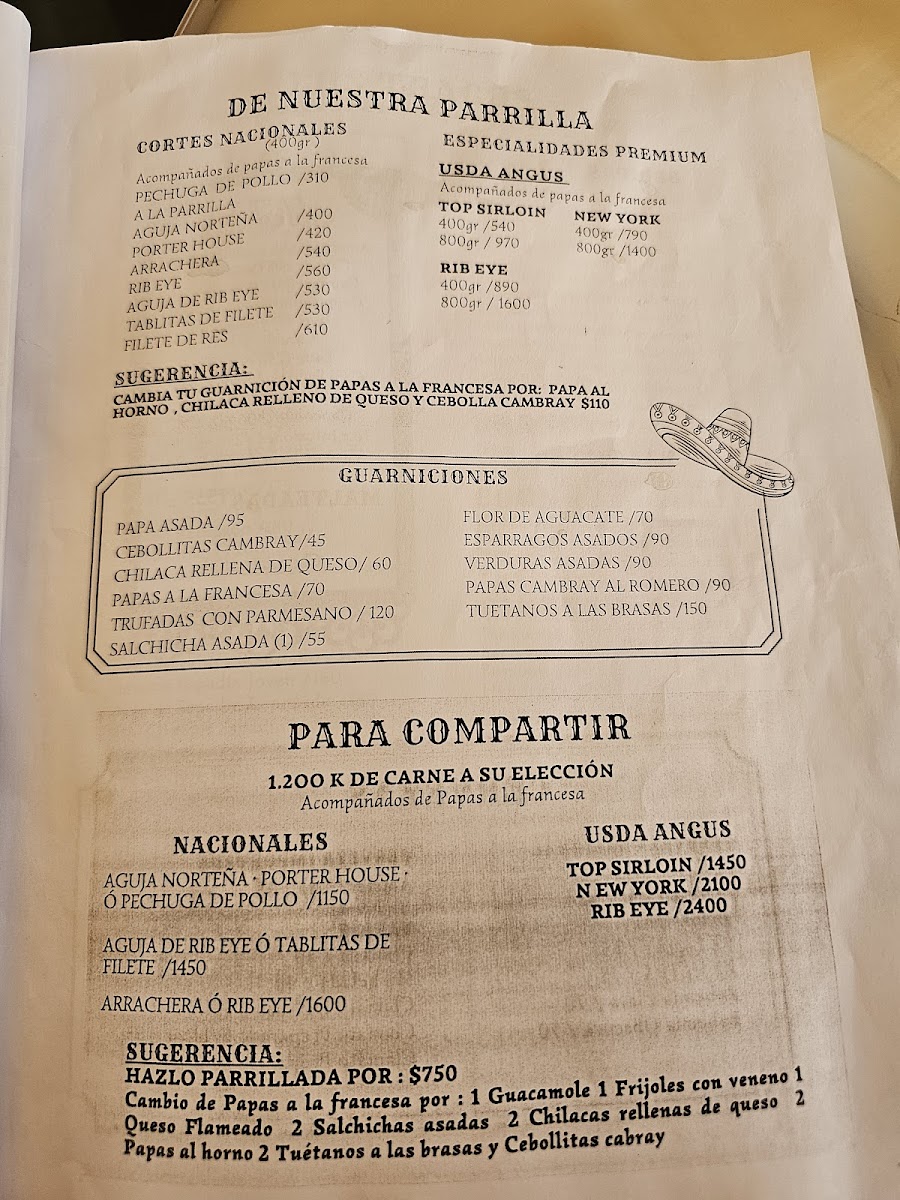 DE NUESTRA PARRILLA
CORTES NACIONALES
(400gr )
Acompañados de papas a la francesa
PECHUGA DE POLLO /310
A LA PARRILLA
AGUJA NORTEÑA /400
PORTER HOUSE /420
ARRACHERA /540
RIB EYE /560
AGUJA DE RIB EYE /530
TABLITAS DE FILETE /530
FILETE DE RES /610
ESPECIALIDADES PREMIUM
USDA ANGUS
Acompañados de papas a la francesa
TOP SIRLOIN
400gr /540
800gr / 970
NEW YORK
400gr /790
800gr /1400
RIB EYE
400gr /890
800gr / 1600
SUGERENCIA:
CAMBIA TU GUARNICIÓN DE PAPAS A LA FRANCESA POR: PAPA AL
HORNO , CHILACA RELLENO DE QUESO Y CEBOLLA CAMBRAY $110
GUARNICIONES
PAPA ASADA /95
CEBOLLITAS CAMBRAY/45
CHILACA RELLENA DE QUESO/ 60
PAPAS A LA FRANCESA /70
TRUFADAS CON PARMESANO / 120
SALCHICHA ASADA (1) /55
FLOR DE AGUACATE /70
ESPARRAGOS ASADOS /90
VERDURAS ASADAS /90
PAPAS CAMBRAY AL ROMERO /90
TUETANOS A LAS BRASAS /150
PARA COMPARTIR
1.200 K DE CARNE A SU ELECCIÓN
Acompañados de Papas a la francesa
NACIONALES
AGUJA NORTEÑA · PORTER HOUSE ·
Ó PECHUGA DE POLLO /1150
AGUJA DE RIB EYE Ó TABLITAS DE
FILETE /1450
ARRACHERA Ó RIB EYE /1600
USDA ANGUS
TOP SIRLOIN /1450
N EW YORK /2100
RIB EYE /2400
SUGERENCIA:
HAZLO PARRILLADA POR : $750
Cambio de Papas a la francesa por : 1 Guacamole 1 Frijoles con veneno 1
Queso Flameado 2 Salchichas asadas 2 Chilacas rellenas de queso 2
Papas al horno 2 Tuétanos a las brasas y Cebollitas cabray